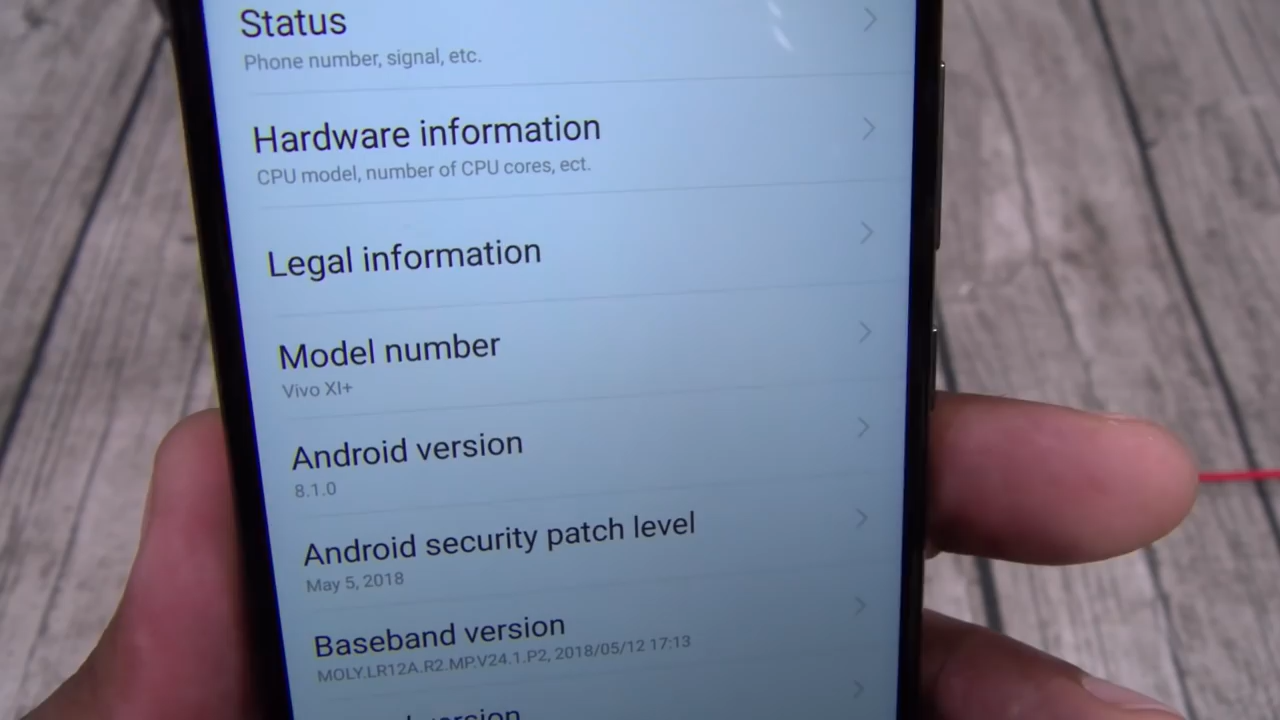 Status
Phone number, signal, etc.
Hardware information
CPU model, number of CPU cores, ect.
Legal information
Model number
Vivo XI+
Android version
8.1.0
Android security patch level
May 5, 2018
Baseband version
MOLY.LR12A.R2.MP.V24.1.P2, 2018/05/12 17:13
version